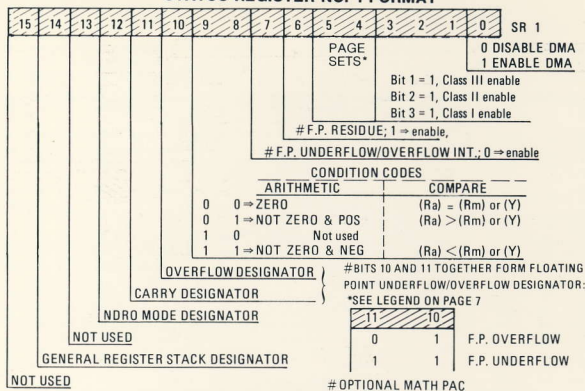 STATUS REGISTER NO. 1 FORMAT
15 14 13 12 11 10 9 8 7 6 5 4 3 2 1 0 SR 1
PAGE SETS*
0 DISABLE DMA
1 ENABLE DMA
Bit 1 = 1, Class III enable
Bit 2 = 1, Class II enable
Bit 3 = 1, Class I enable
# F.P. RESIDUE; 1 ⇒ enable,
# F.P. UNDERFLOW/OVERFLOW INT.; 0 ⇒ enable
CONDITION CODES
ARITHMETIC COMPARE
0 0 ⇒ ZERO (Ra) = (Rm) or (Y)
0 1 ⇒ NOT ZERO & POS (Ra) > (Rm) or (Y)
1 0 Not used
1 1 ⇒ NOT ZERO & NEG (Ra) < (Rm) or (Y)
OVERFLOW DESIGNATOR
CARRY DESIGNATOR
#BITS 10 AND 11 TOGETHER FORM FLOATING
POINT UNDERFLOW/OVERFLOW DESIGNATOR:
*SEE LEGEND ON PAGE 7
NDRO MODE DESIGNATOR
11 10
NOT USED
0 1 F.P. OVERFLOW
GENERAL REGISTER STACK DESIGNATOR
1 1 F.P. UNDERFLOW
NOT USED
# OPTIONAL MATH PAC